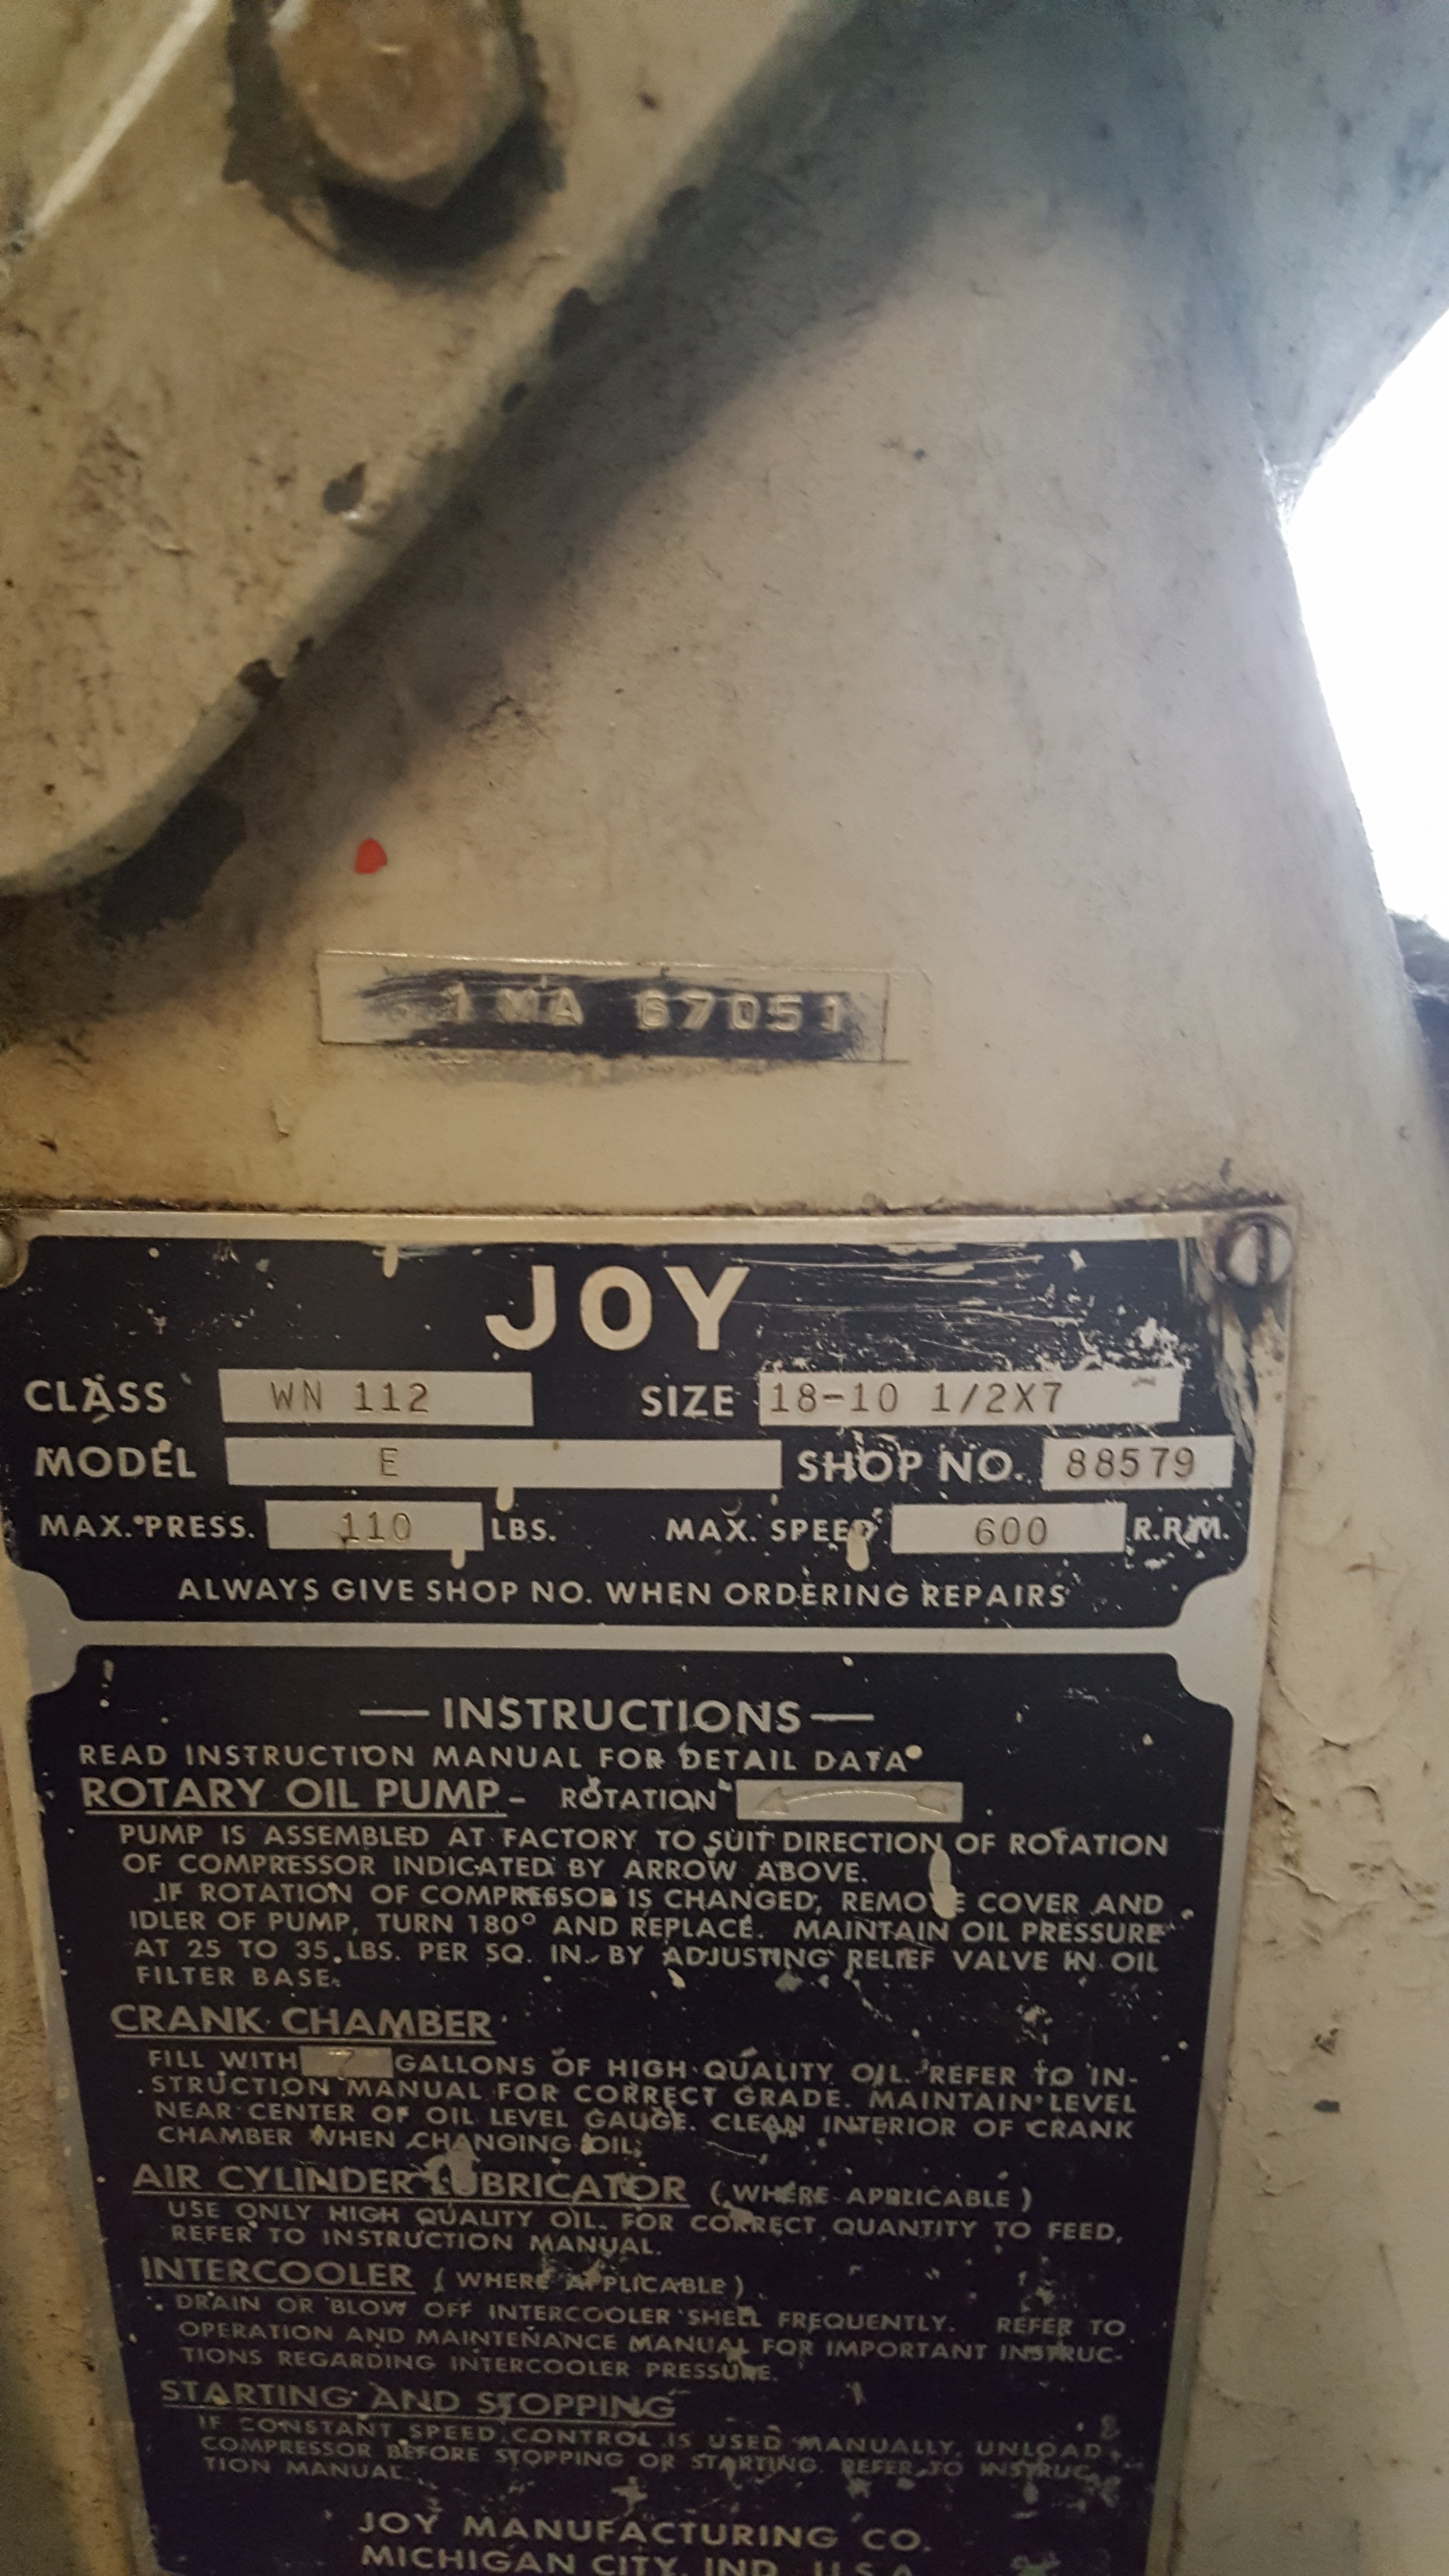 1 MA 67051
JOY
CLASS WN 112 SIZE 18-10 1/2X7
MODEL E SHOP NO. 88579
MAX. PRESS. 110 LBS. MAX. SPEED 600 R.P.M.
ALWAYS GIVE SHOP NO. WHEN ORDERING REPAIRS
— INSTRUCTIONS —
READ INSTRUCTION MANUAL FOR DETAIL DATA
ROTARY OIL PUMP - ROTATION
PUMP IS ASSEMBLED AT FACTORY TO SUIT DIRECTION OF ROTATION
OF COMPRESSOR INDICATED BY ARROW ABOVE.
IF ROTATION OF COMPRESSOR IS CHANGED, REMOVE COVER AND
IDLER OF PUMP, TURN 180° AND REPLACE. MAINTAIN OIL PRESSURE
AT 25 TO 35 LBS. PER SQ. IN. BY ADJUSTING RELIEF VALVE IN OIL
FILTER BASE.
CRANK CHAMBER
FILL WITH 7 GALLONS OF HIGH QUALITY OIL. REFER TO IN-
STRUCTION MANUAL FOR CORRECT GRADE. MAINTAIN LEVEL
NEAR CENTER OF OIL LEVEL GAUGE. CLEAN INTERIOR OF CRANK
CHAMBER WHEN CHANGING OIL.
AIR CYLINDER LUBRICATOR (WHERE APPLICABLE)
USE ONLY HIGH QUALITY OIL. FOR CORRECT QUANTITY TO FEED,
REFER TO INSTRUCTION MANUAL.
INTERCOOLER (WHERE APPLICABLE)
DRAIN OR BLOW OFF INTERCOOLER SHELL FREQUENTLY. REFER TO
OPERATION AND MAINTENANCE MANUAL FOR IMPORTANT INSTRUC-
TIONS REGARDING INTERCOOLER PRESSURE.
STARTING AND STOPPING
IF CONSTANT SPEED CONTROL IS USED MANUALLY, UNLOAD
COMPRESSOR BEFORE STOPPING OR STARTING. REFER TO INSTRUC-
TION MANUAL.
JOY MANUFACTURING CO.
MICHIGAN CITY, IND. U.S.A.